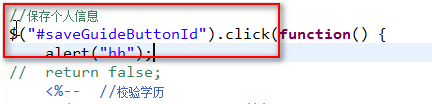 //保存个人信息
$("#saveGuideButtonId").click(function() {
alert("hh");
// return false;
<%-- //校验学历